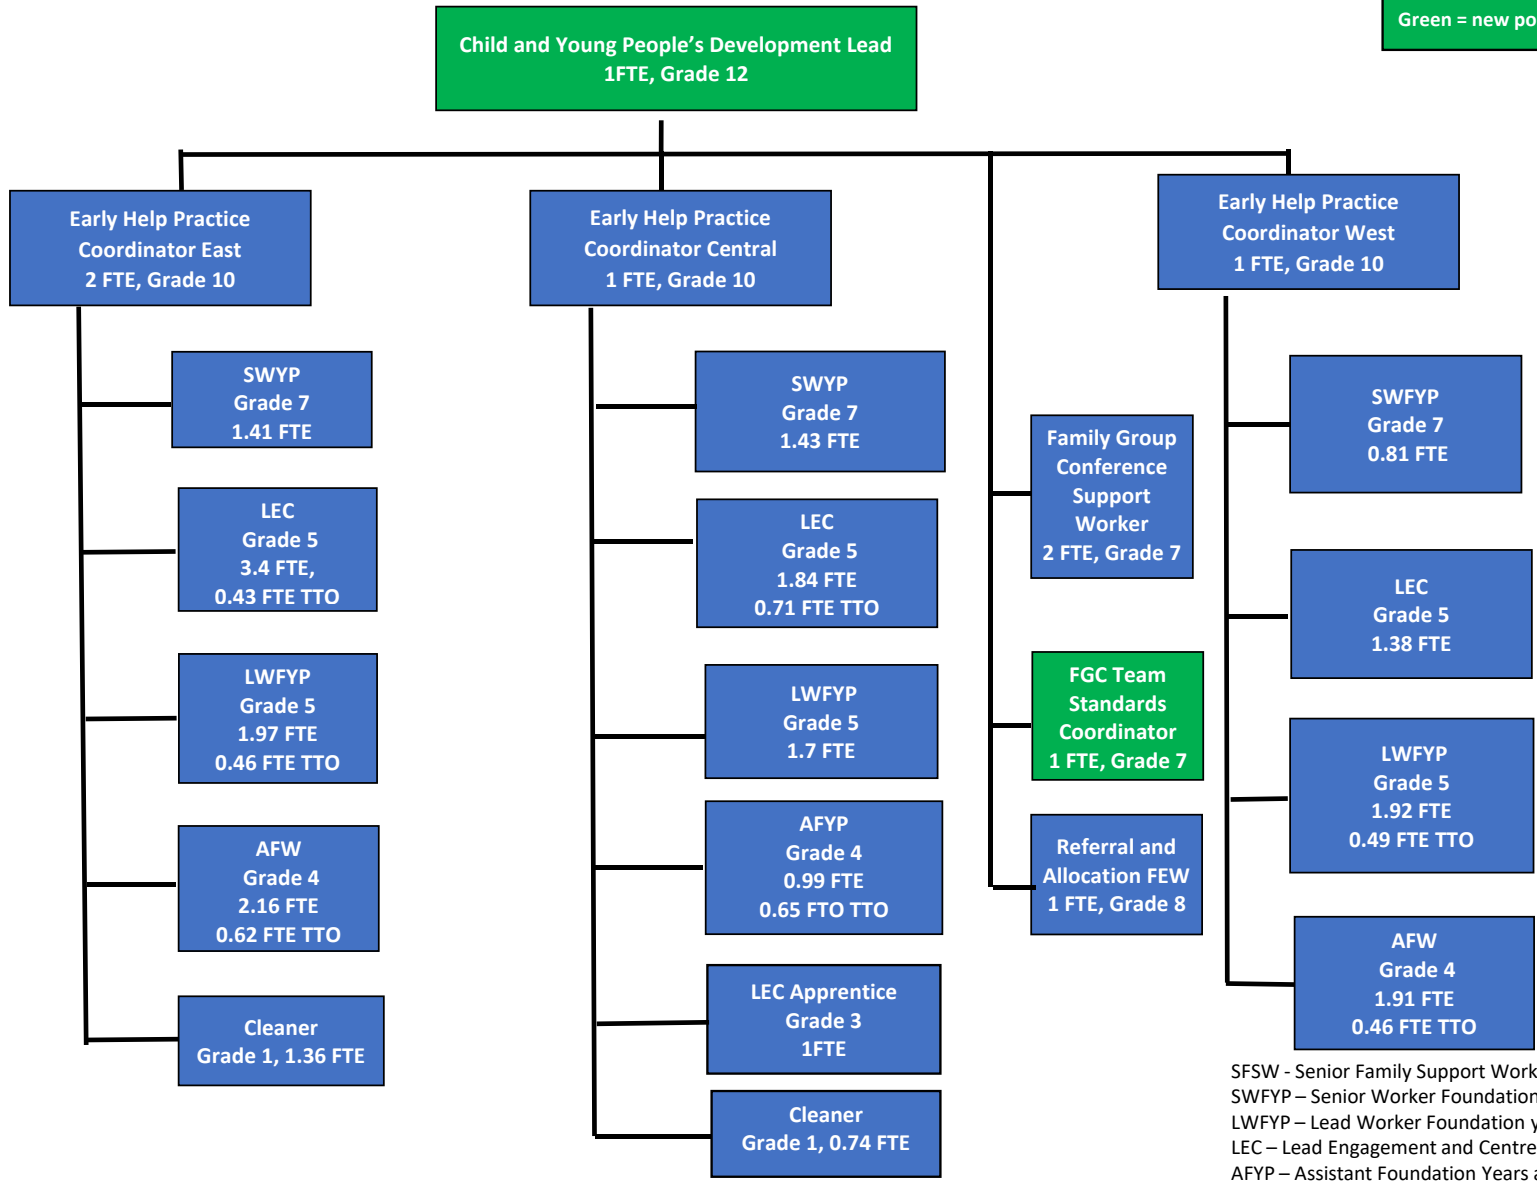 Green = new po
Child and Young People's Development Lead
1FTE, Grade 12
Early Help Practice
Coordinator East
2 FTE, Grade 10
SWYP
Grade 7
1.41 FTE
LEC
Grade 5
3.4 FTE,
0.43 FTE TTO
LWFYP
Grade 5
1.97 FTE
0.46 FTE TTO
AFW
Grade 4
2.16 FTE
0.62 FTE TTO
Cleaner
Grade 1, 1.36 FTE
Early Help Practice
Coordinator Central
1 FTE, Grade 10
SWYP
Grade 7
1.43 FTE
LEC
Grade 5
1.84 FTE
0.71 FTE TTO
LWFYP
Grade 5
1.7 FTE
AFYP
Grade 4
0.99 FTE
0.65 FTO TTO
LEC Apprentice
Grade 3
1FTE
Cleaner
Grade 1, 0.74 FTE
Family Group
Conference
Support
Worker
2 FTE, Grade 7
FGC Team
Standards
Coordinator
1 FTE, Grade 7
Referral and
Allocation FEW
1 FTE, Grade 8
Early Help Practice
Coordinator West
1 FTE, Grade 10
SWFYP
Grade 7
0.81 FTE
LEC
Grade 5
1.38 FTE
LWFYP
Grade 5
1.92 FTE
0.49 FTE TTO
AFW
Grade 4
1.91 FTE
0.46 FTE TTO
SFSW - Senior Family Support Work
SWFYP – Senior Worker Foundation
LWFYP – Lead Worker Foundation y
LEC – Lead Engagement and Centre
AFYP – Assistant Foundation Years a